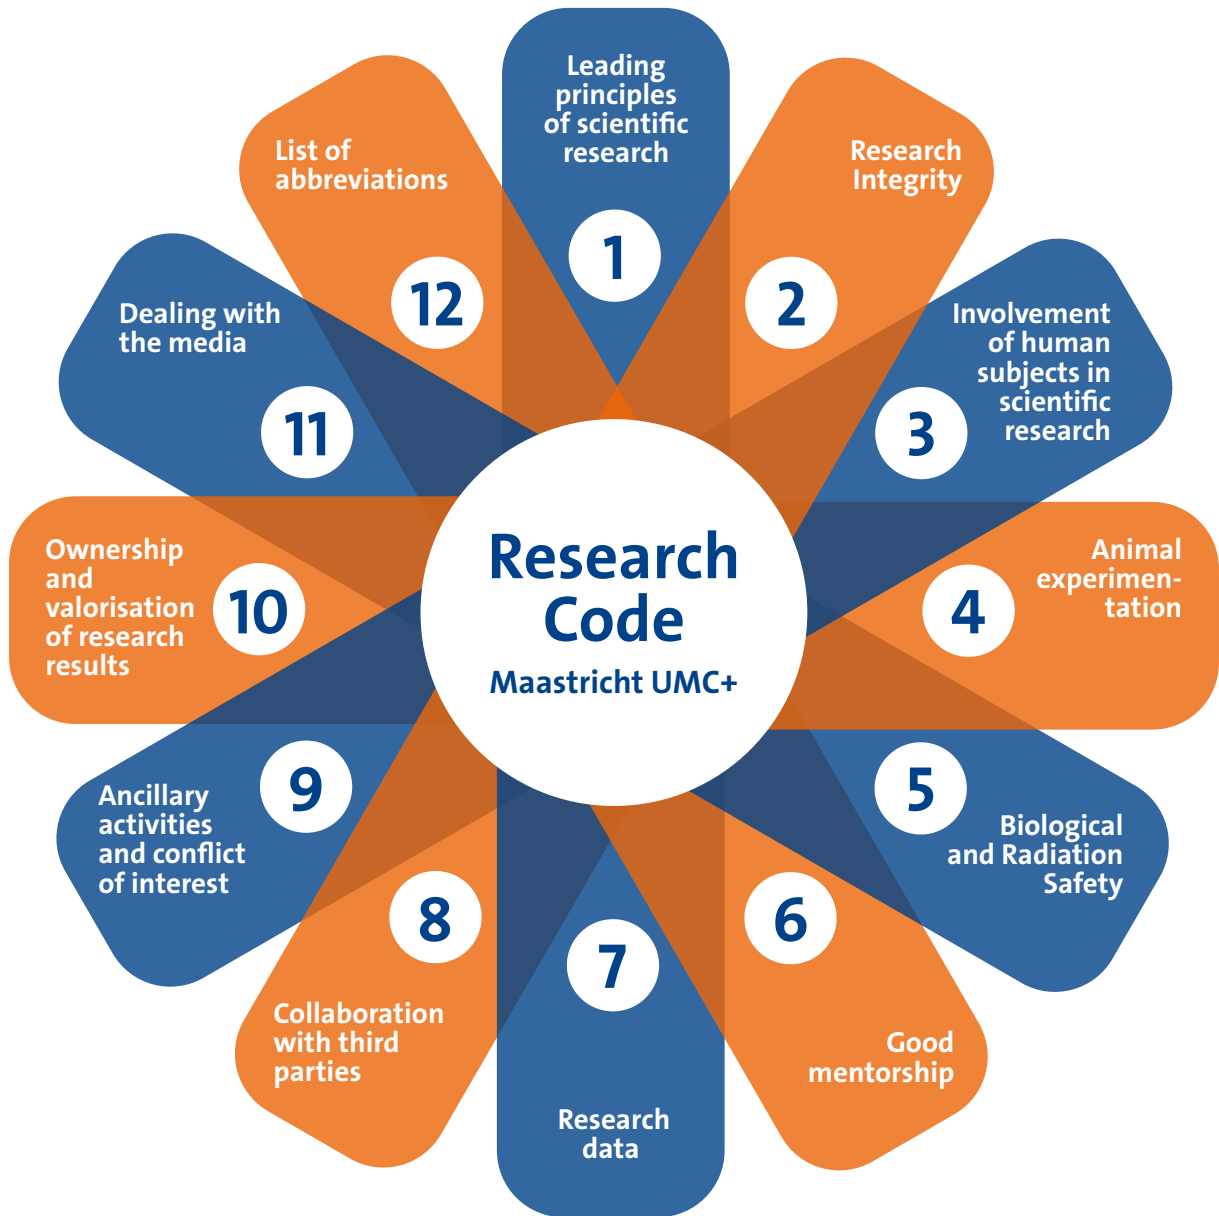 Leading
principles
of scientific
research
1
Research
Integrity
2
Involvement
of human
subjects in
scientific
research
3
Animal
experimen-
tation
4
5
Biological
and Radiation
Safety
6
Good
mentorship
7
Research
data
8
Collaboration
with third
parties
9
Ancillary
activities
and conflict
of interest
10
Ownership
and
valorisation
of research
results
11
Dealing with
the media
12
List of
abbreviations
Research
Code
Maastricht UMC+